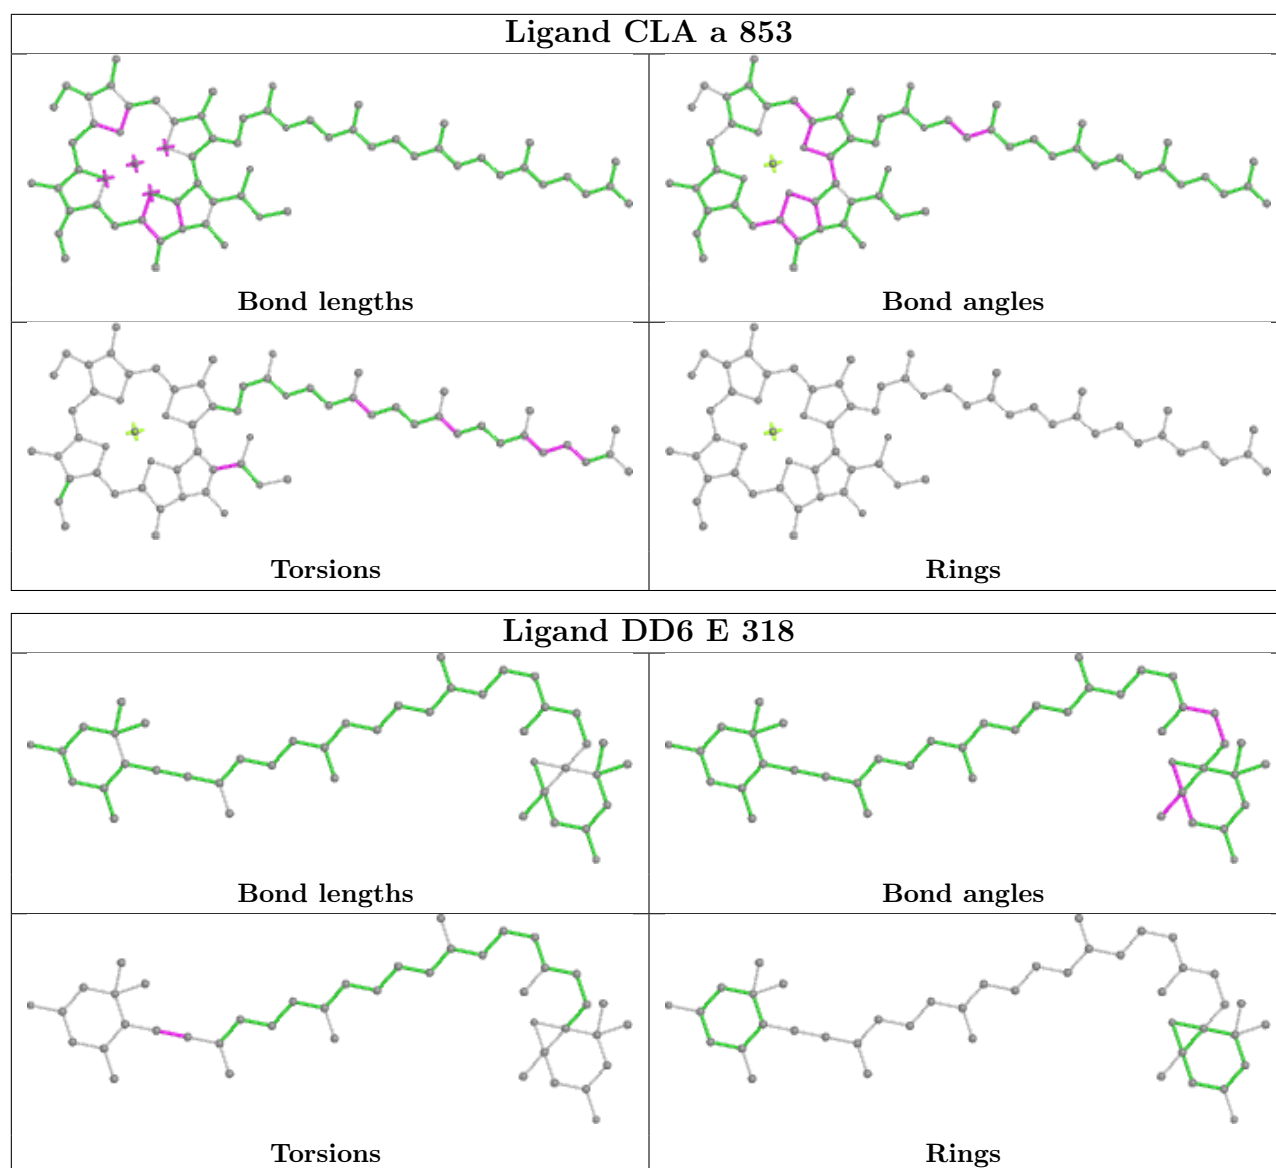 Ligand CLA a 853
Bond lengths
Bond angles
Torsions
Rings
Ligand DD6 E 318
Bond lengths
Bond angles
Torsions
Rings